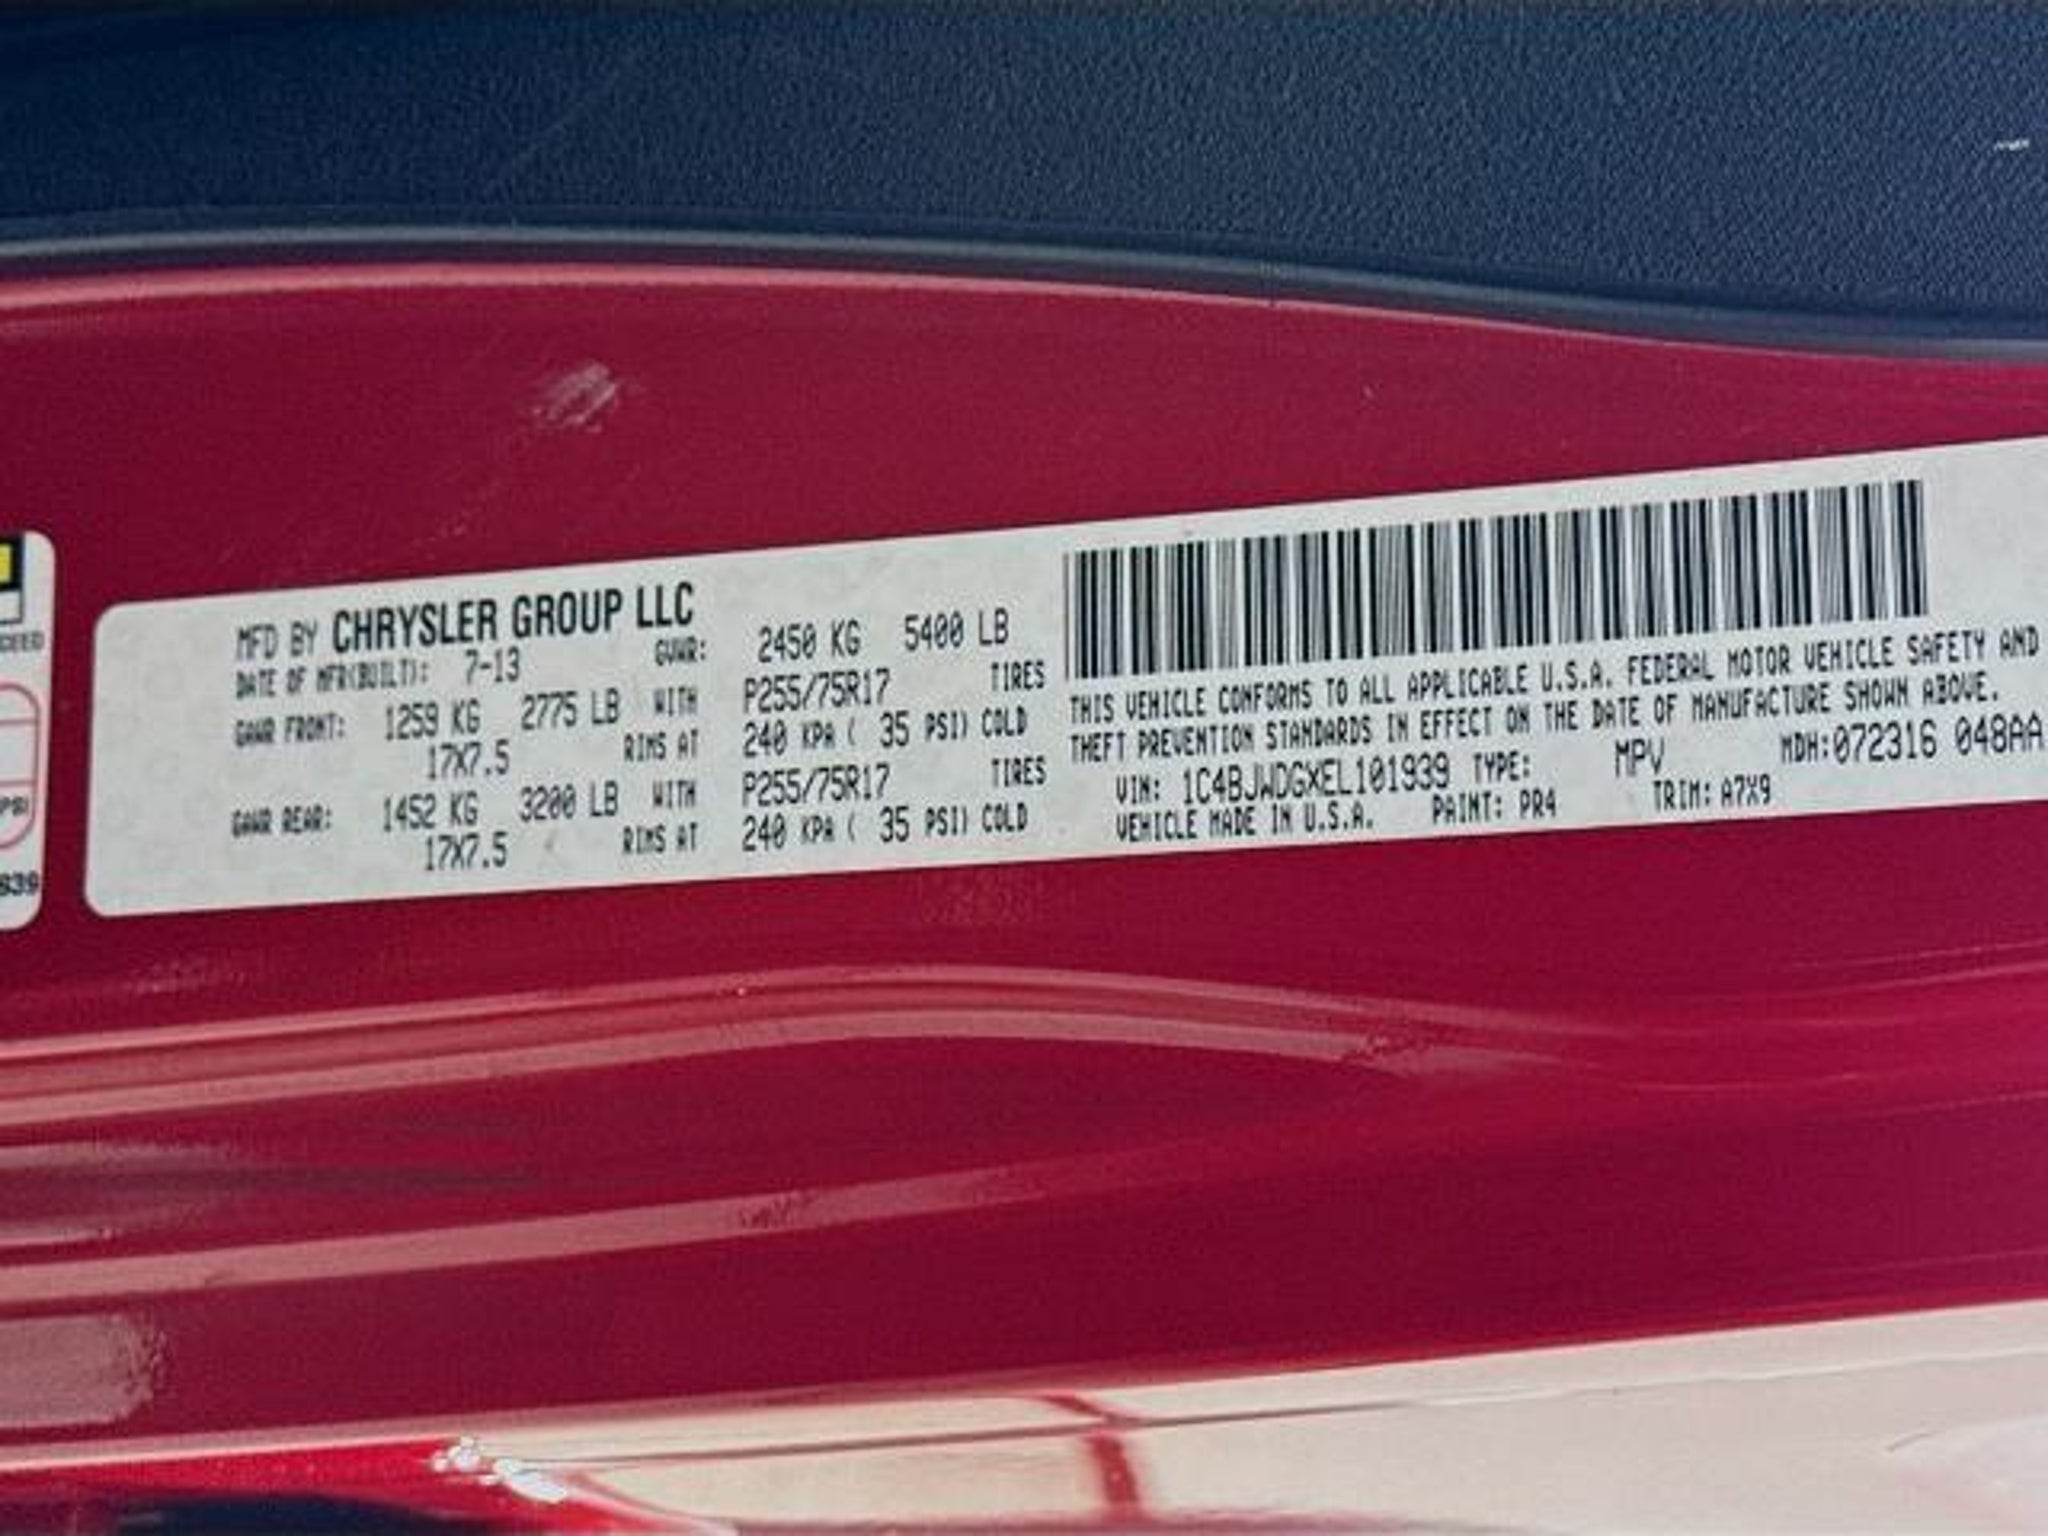 MFD BY CHRYSLER GROUP LLC
DATE OF MFR(BUILT): 7-13 GVWR: 2450 KG 5400 LB
GAWR FRONT: 1259 KG 2775 LB WITH P255/75R17 TIRES
17X7.5 RIMS AT 240 KPA ( 35 PSI) COLD
GAWR REAR: 1452 KG 3200 LB WITH P255/75R17 TIRES
17X7.5 RIMS AT 240 KPA ( 35 PSI) COLD
THIS VEHICLE CONFORMS TO ALL APPLICABLE U.S.A. FEDERAL MOTOR VEHICLE SAFETY AND
THEFT PREVENTION STANDARDS IN EFFECT ON THE DATE OF MANUFACTURE SHOWN ABOVE.
VIN: 1C4BJWDGXEL101939 TYPE: MPV MDH:072316 048AA
VEHICLE MADE IN U.S.A. PAINT: PR4 TRIM: A7X9
CEED
PSI
939